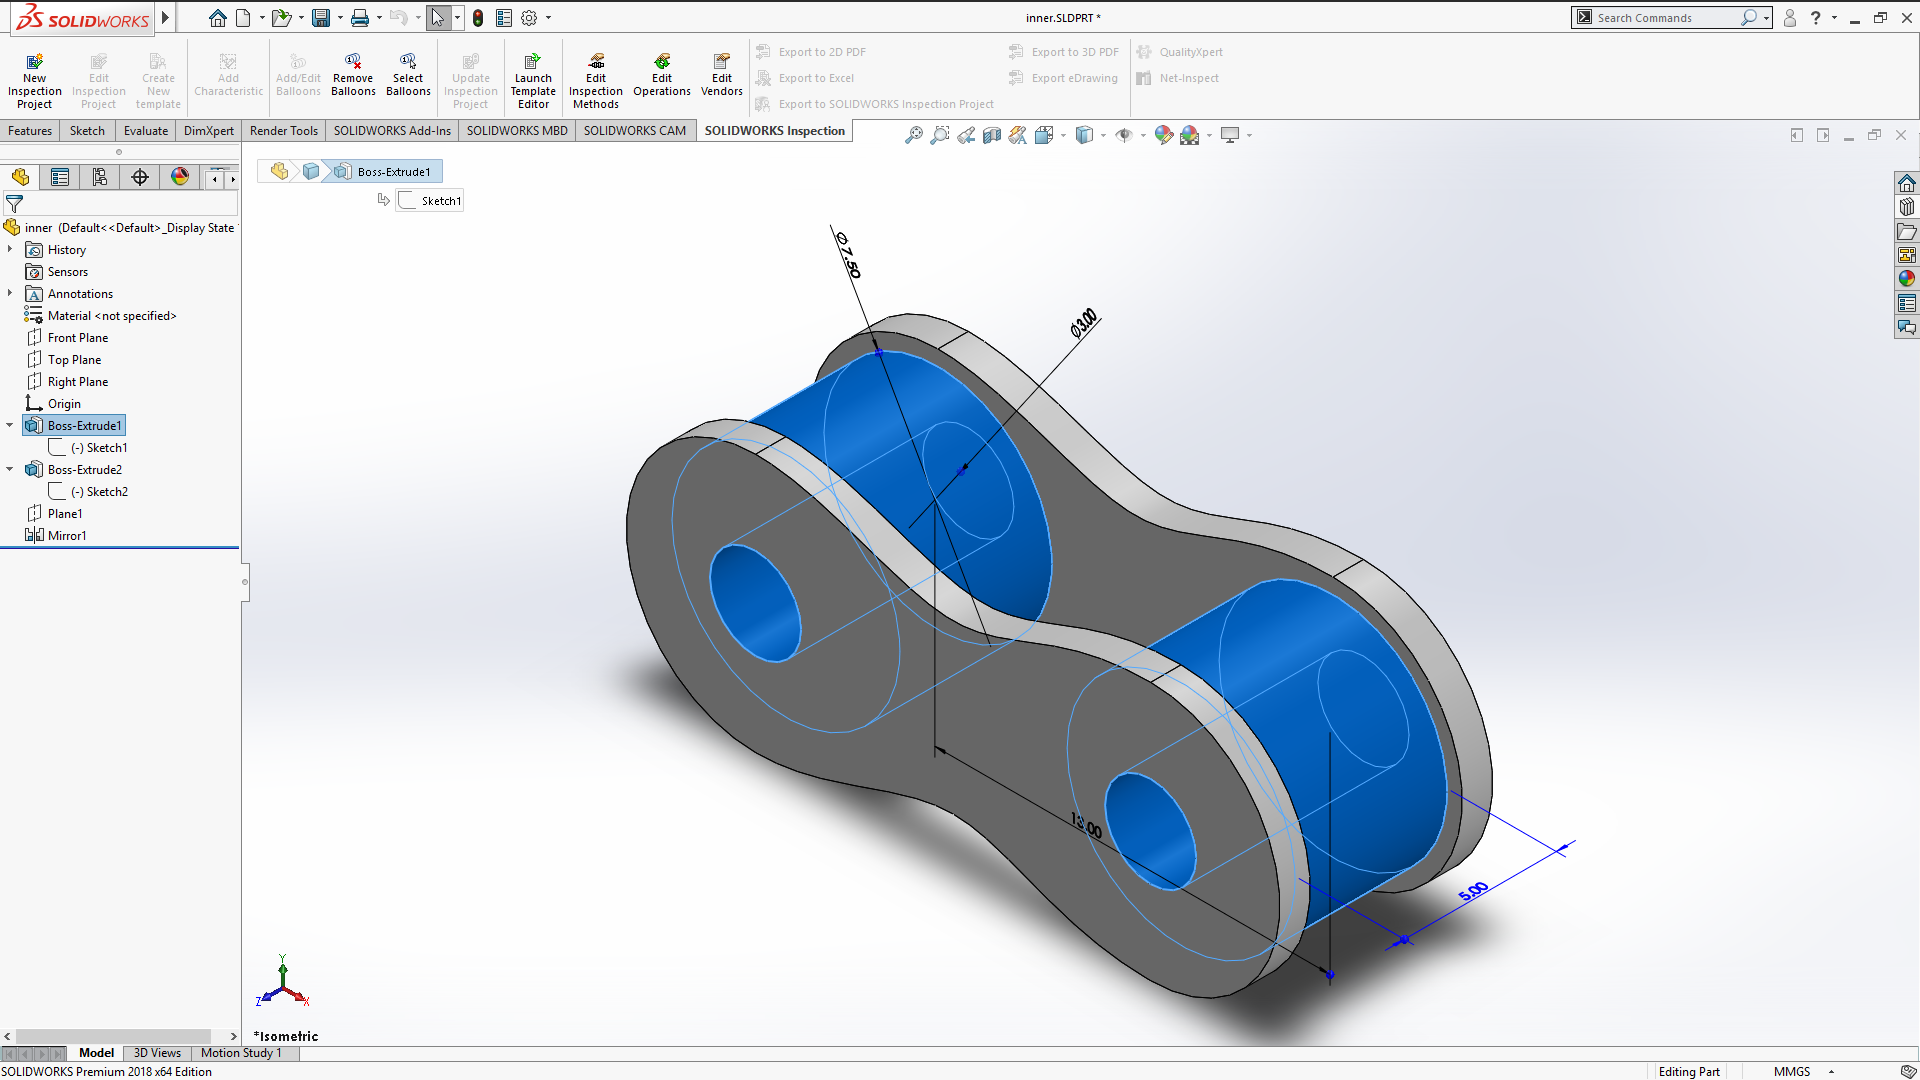 SOLIDWORKS
inner.SLDPRT *
Search Commands
?
New Inspection Project
Edit Inspection Project
Create New template
Add Characteristic
Add/Edit Balloons
Remove Balloons
Select Balloons
Update Inspection Project
Launch Template Editor
Edit Inspection Methods
Edit Operations
Edit Vendors
Export to 2D PDF
Export to Excel
Export to SOLIDWORKS Inspection Project
Export to 3D PDF
Export eDrawing
QualityXpert
Net-Inspect
Features
Sketch
Evaluate
DimXpert
Render Tools
SOLIDWORKS Add-Ins
SOLIDWORKS MBD
SOLIDWORKS CAM
SOLIDWORKS Inspection
Boss-Extrude1
Sketch1
inner (Default<<Default>_Display State
History
Sensors
A Annotations
Material <not specified>
Front Plane
Top Plane
Right Plane
Origin
Boss-Extrude1
(-) Sketch1
Boss-Extrude2
(-) Sketch2
Plane1
Mirror1
Ø7.50
Ø3.00
13.00
5.00
Y
Z
X
*Isometric
Model
3D Views
Motion Study 1
SOLIDWORKS Premium 2018 x64 Edition
Editing Part
MMGS